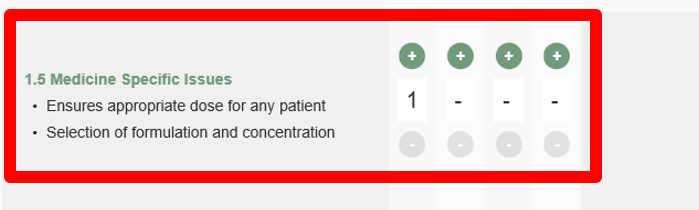 1.5 Medicine Specific Issues
• Ensures appropriate dose for any patient
• Selection of formulation and concentration
+ + + +
1 - - -
- - - -